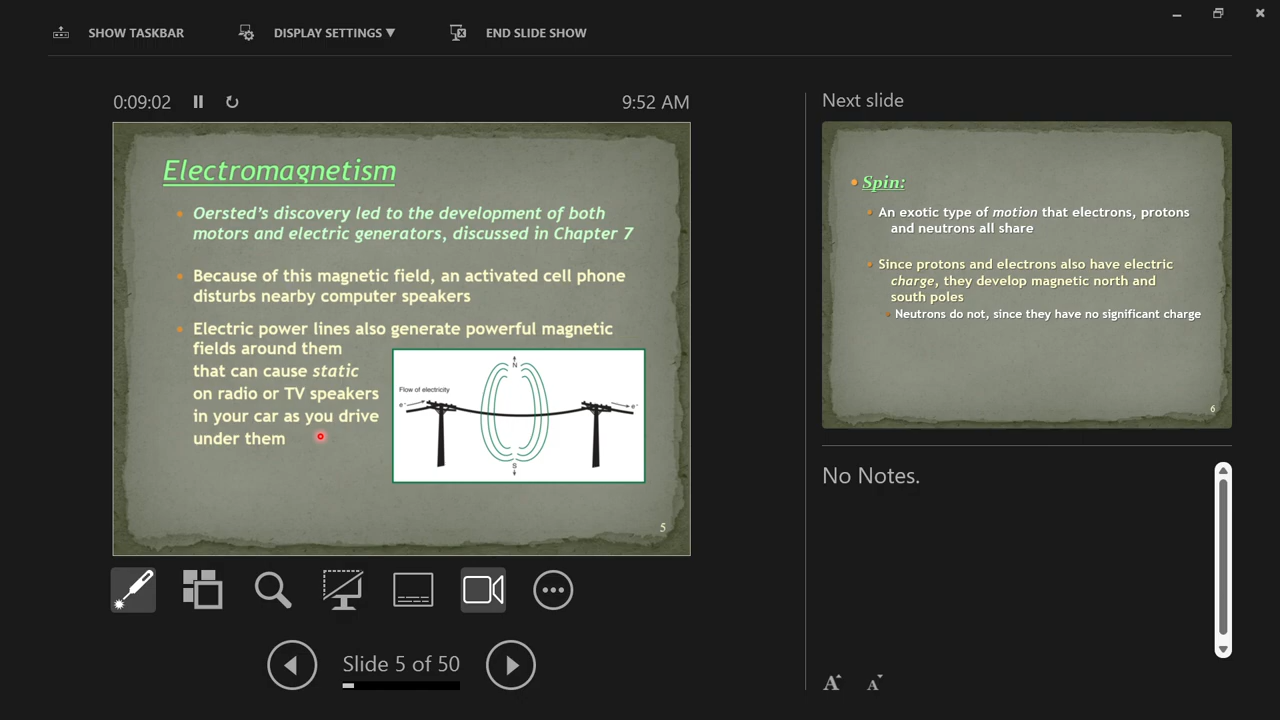 SHOW TASKBAR
DISPLAY SETTINGS ▼
END SLIDE SHOW
0:09:02
9:52 AM
Electromagnetism
• Oersted’s discovery led to the development of both
motors and electric generators, discussed in Chapter 7
• Because of this magnetic field, an activated cell phone
disturbs nearby computer speakers
• Electric power lines also generate powerful magnetic
fields around them
that can cause static
on radio or TV speakers
in your car as you drive
under them
N
Flow of electricity
e⁻
e⁻
S
5
Slide 5 of 50
Next slide
• Spin:
• An exotic type of motion that electrons, protons
and neutrons all share
• Since protons and electrons also have electric
charge, they develop magnetic north and
south poles
• Neutrons do not, since they have no significant charge
6
No Notes.
A A